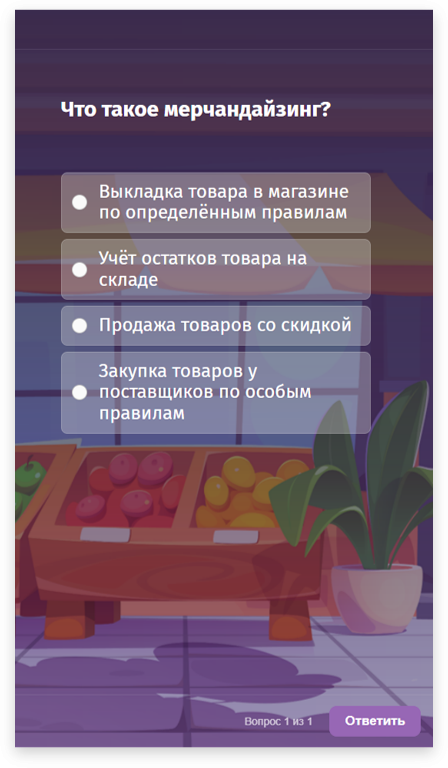 Что такое мерчандайзинг?
Выкладка товара в магазине
по определённым правилам
Учёт остатков товара на
складе
Продажа товаров со скидкой
Закупка товаров у
поставщиков по особым
правилам
Вопрос 1 из 1
Ответить